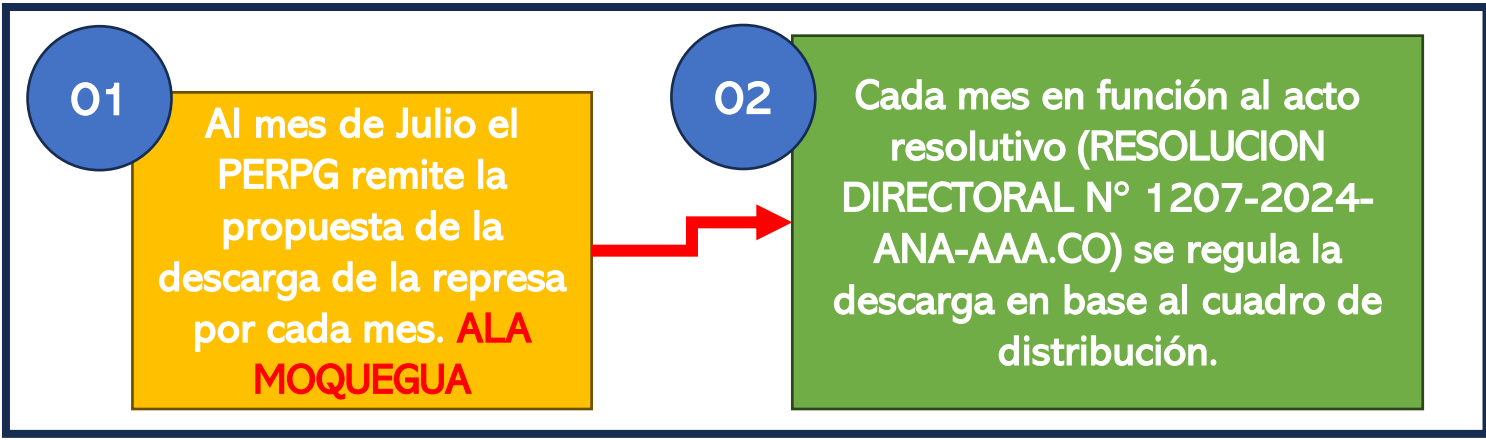 01
Al mes de Julio el
PERPG remite la
propuesta de la
descarga de la represa
por cada mes. ALA
MOQUEGUA
02
Cada mes en función al acto
resolutivo (RESOLUCION
DIRECTORAL N° 1207-2024-
ANA-AAA.CO) se regula la
descarga en base al cuadro de
distribución.